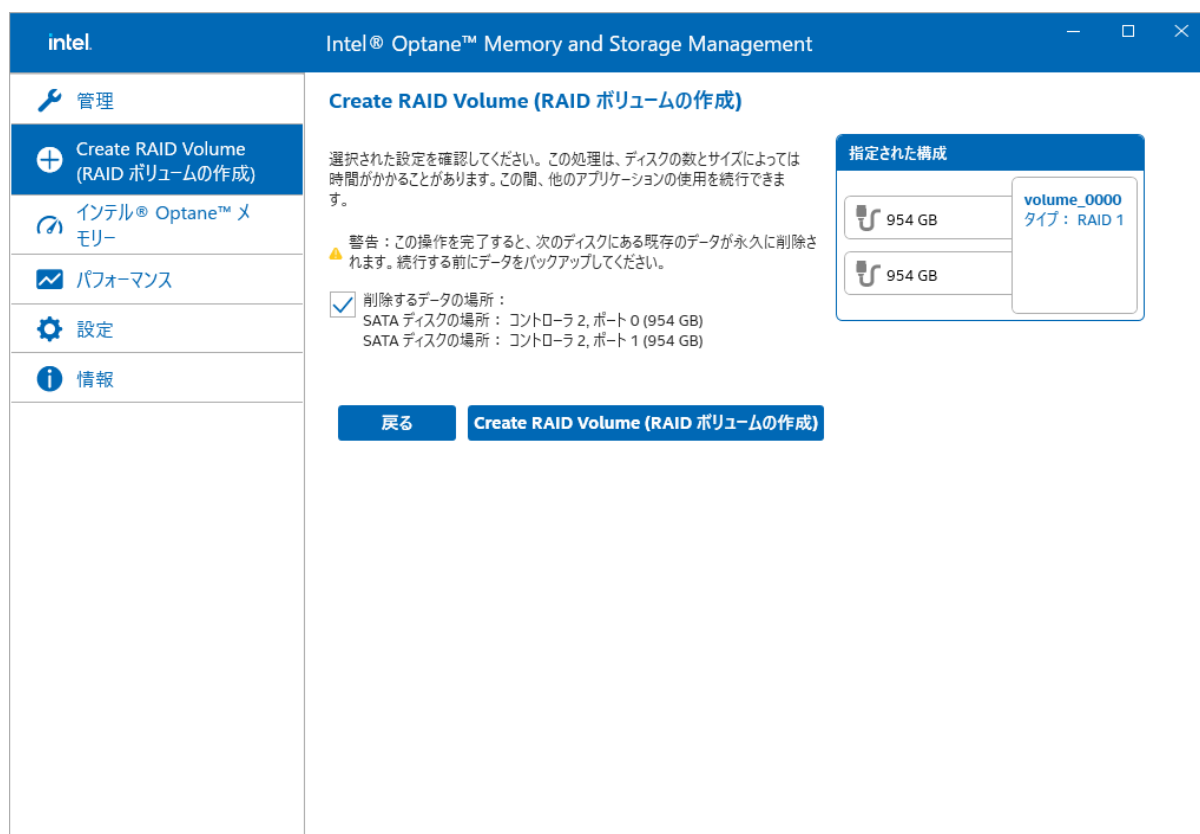 intel.
Intel® Optane™ Memory and Storage Management
管理
Create RAID Volume
(RAID ボリュームの作成)
インテル® Optane™ メ
モリー
パフォーマンス
設定
情報
Create RAID Volume (RAID ボリュームの作成)
選択された設定を確認してください。この処理は、ディスクの数とサイズによっては
時間がかかることがあります。この間、他のアプリケーションの使用を続行できま
す。
警告：この操作を完了すると、次のディスクにある既存のデータが永久に削除さ
れます。続行する前にデータをバックアップしてください。
削除するデータの場所：
SATA ディスクの場所： コントローラ 2, ポート 0 (954 GB)
SATA ディスクの場所： コントローラ 2, ポート 1 (954 GB)
戻る
Create RAID Volume (RAID ボリュームの作成)
指定された構成
954 GB
954 GB
volume_0000
タイプ： RAID 1